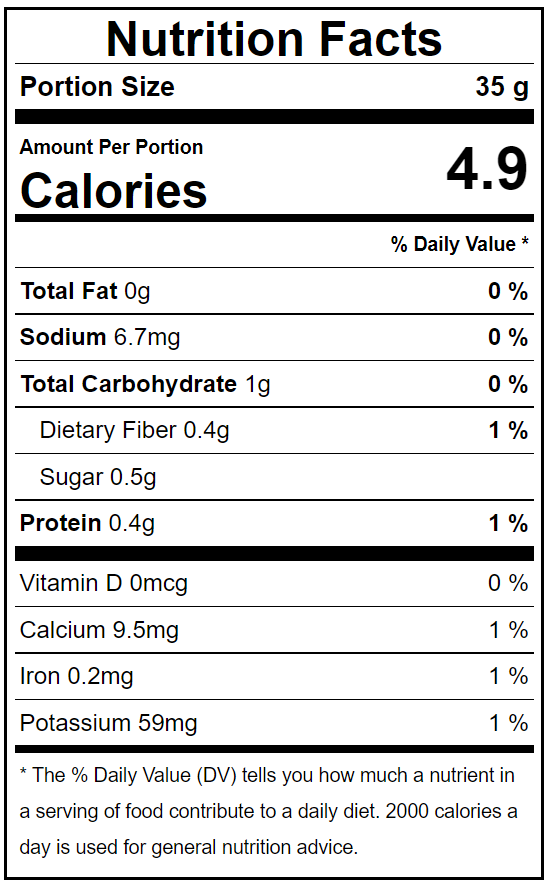 Nutrition Facts
Portion Size 35 g
Amount Per Portion
Calories 4.9
% Daily Value *
Total Fat 0g 0 %
Sodium 6.7mg 0 %
Total Carbohydrate 1g 0 %
Dietary Fiber 0.4g 1 %
Sugar 0.5g
Protein 0.4g 1 %
Vitamin D 0mcg 0 %
Calcium 9.5mg 1 %
Iron 0.2mg 1 %
Potassium 59mg 1 %
* The % Daily Value (DV) tells you how much a nutrient in
a serving of food contribute to a daily diet. 2000 calories a
day is used for general nutrition advice.